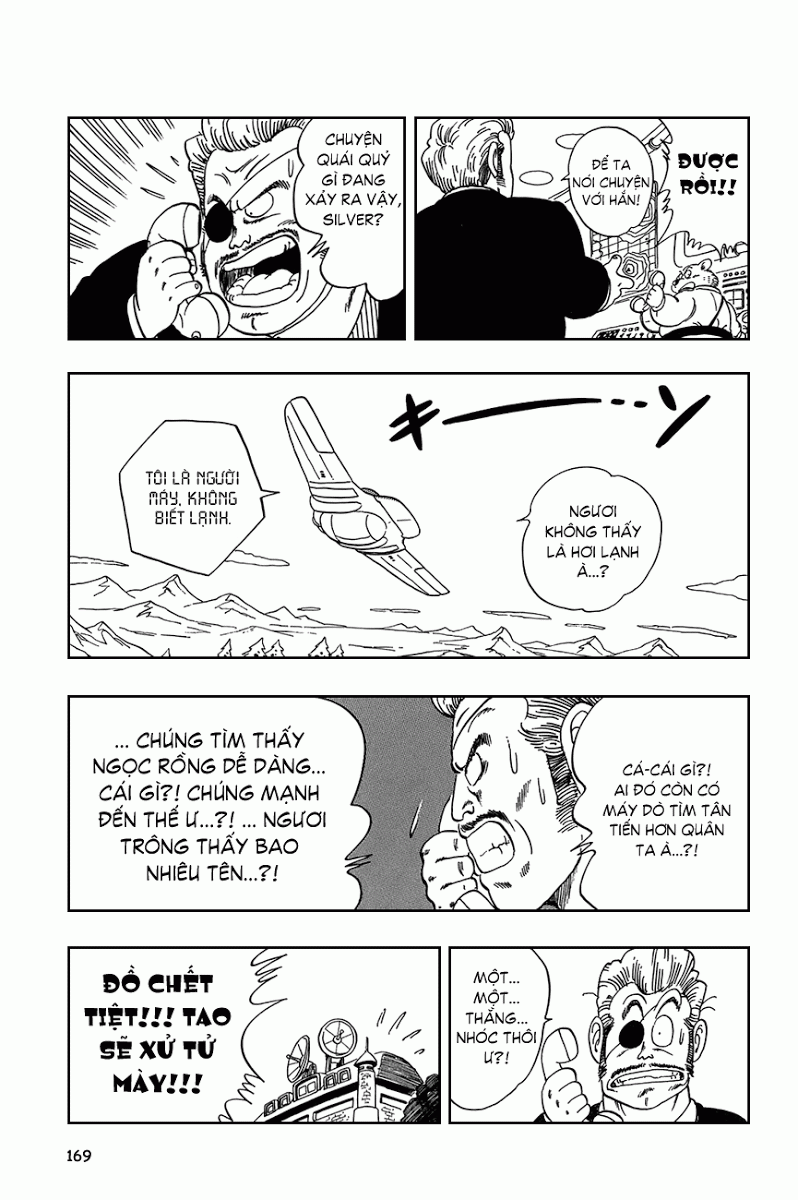 ĐƯỢC
RỒI!!
ĐỂ TA
NÓI CHUYỆN
VỚI HẮN!
CHUYỆN
QUÁI QUỶ
GÌ ĐANG
XẢY RA VẬY,
SILVER?
キーーン
NGƯƠI
KHÔNG THẤY
LÀ HƠI LẠNH
À...?
TÔI LÀ NGƯỜI
MÁY, KHÔNG
BIẾT LẠNH.
CÁ-CÁI GÌ?!
AI ĐÓ CÒN CÓ
MÁY DÒ TÌM TÂN
TIẾN HƠN QUÂN
TA À...?!
... CHÚNG TÌM THẤY
NGỌC RỒNG DỄ DÀNG...
CÁI GÌ?! CHÚNG MẠNH
ĐẾN THẾ Ư...?! ... NGƯƠI
TRÔNG THẤY BAO
NHIÊU TÊN...?!
MỘT...
MỘT...
THẰNG...
NHÓC THÔI
Ư?!
ĐỒ CHẾT
TIỆT!!! TAO
SẼ XỬ TỬ
MÀY!!!
169